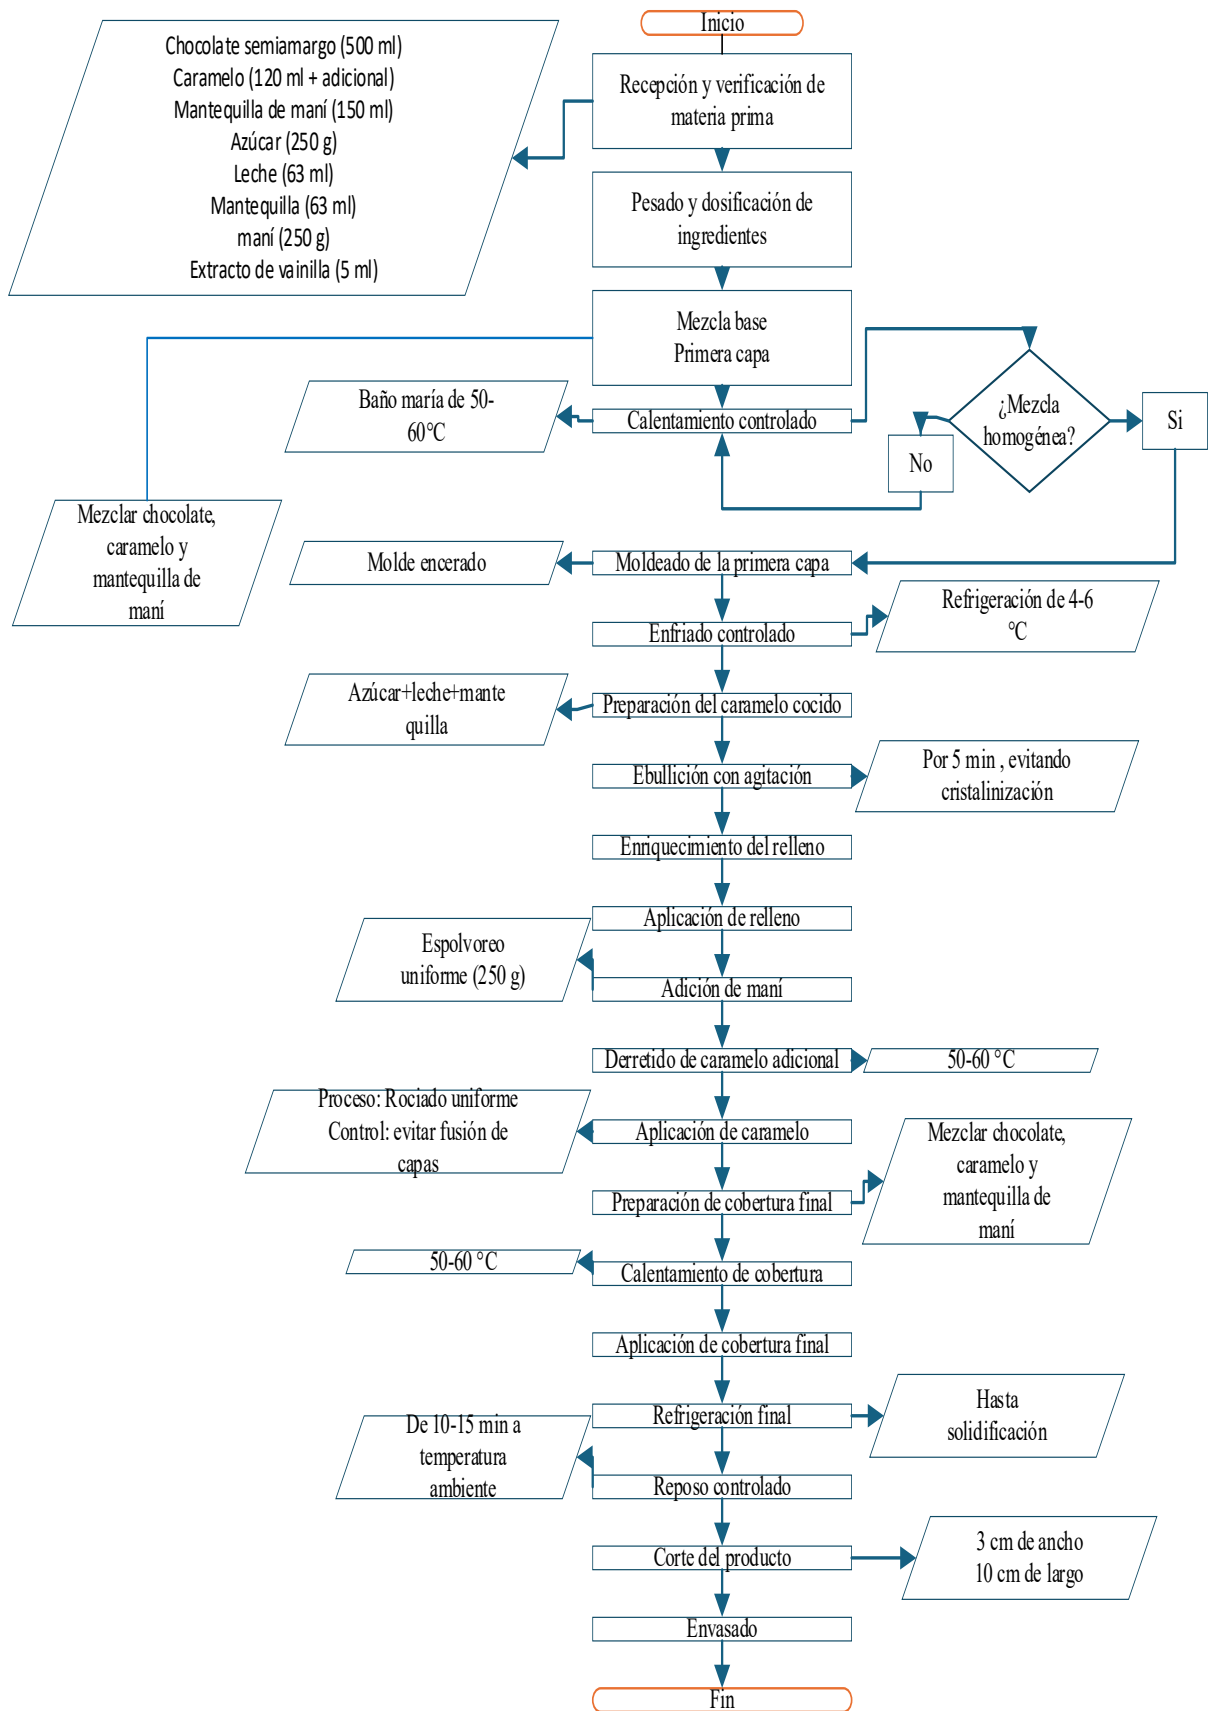 Inicio
Chocolate semiamargo (500 ml)
Caramelo (120 ml + adicional)
Mantequilla de maní (150 ml)
Azúcar (250 g)
Leche (63 ml)
Mantequilla (63 ml)
maní (250 g)
Extracto de vainilla (5 ml)
Recepción y verificación de
materia prima
Pesado y dosificación de
ingredientes
Mezcla base
Primera capa
Baño maría de 50-
60°C
Calentamiento controlado
¿Mezcla
homogénea?
Si
No
Mezclar chocolate,
caramelo y
mantequilla de
maní
Molde encerado
Moldeado de la primera capa
Refrigeración de 4-6
°C
Enfriado controlado
Azúcar+leche+mante
quilla
Preparación del caramelo cocido
Ebullición con agitación
Por 5 min , evitando
cristalinización
Enriquecimiento del relleno
Aplicación de relleno
Espolvoreo
uniforme (250 g)
Adición de maní
Derretido de caramelo adicional
50-60 °C
Proceso: Rociado uniforme
Control: evitar fusión de
capas
Aplicación de caramelo
Mezclar chocolate,
caramelo y
mantequilla de
maní
Preparación de cobertura final
50-60 °C
Calentamiento de cobertura
Aplicación de cobertura final
Refrigeración final
Hasta
solidificación
De 10-15 min a
temperatura
ambiente
Reposo controlado
Corte del producto
3 cm de ancho
10 cm de largo
Envasado
Fin